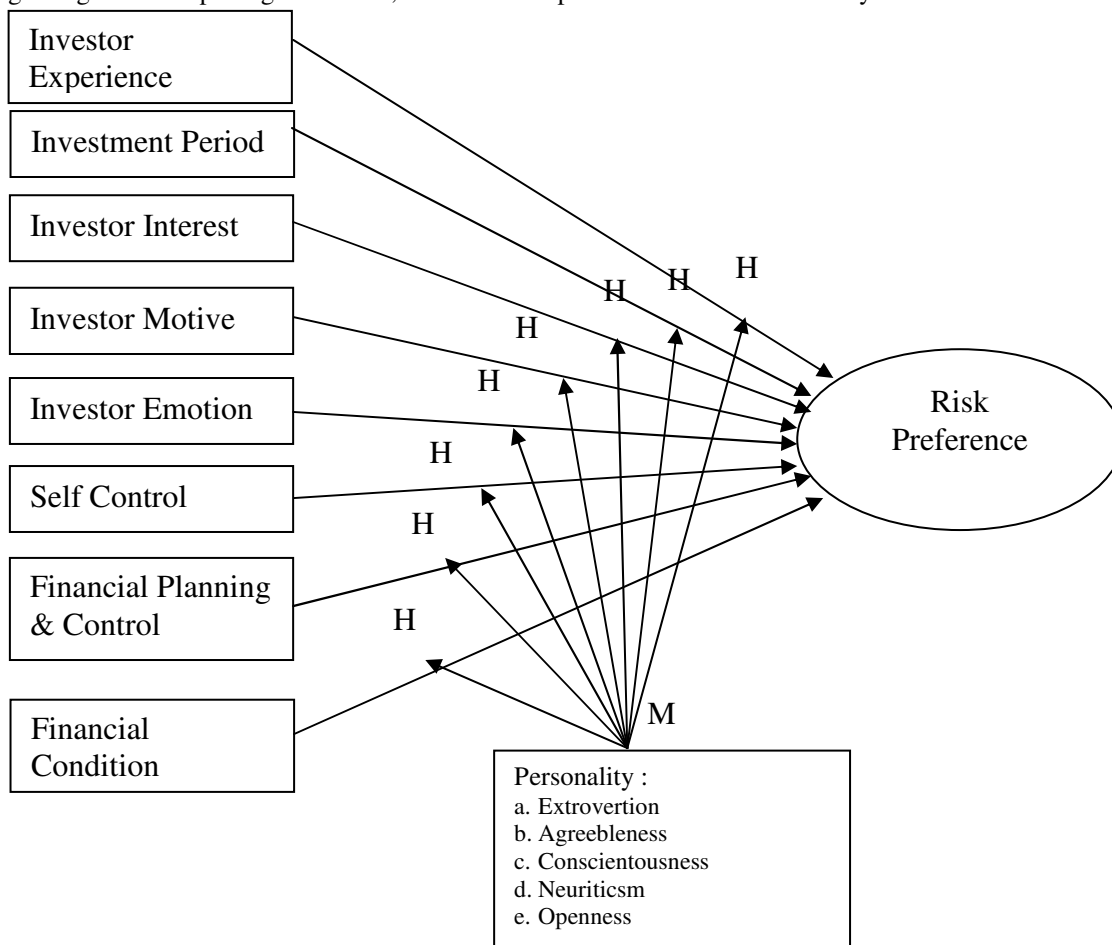 Investor
Experience
Investment Period
Investor Interest
Investor Motive
Investor Emotion
Self Control
Financial Planning
& Control
Financial
Condition
H
H
H
H
H
H
H
H
Risk
Preference
M
Personality :
a. Extrovertion
b. Agreebleness
c. Conscientousness
d. Neuriticsm
e. Openness